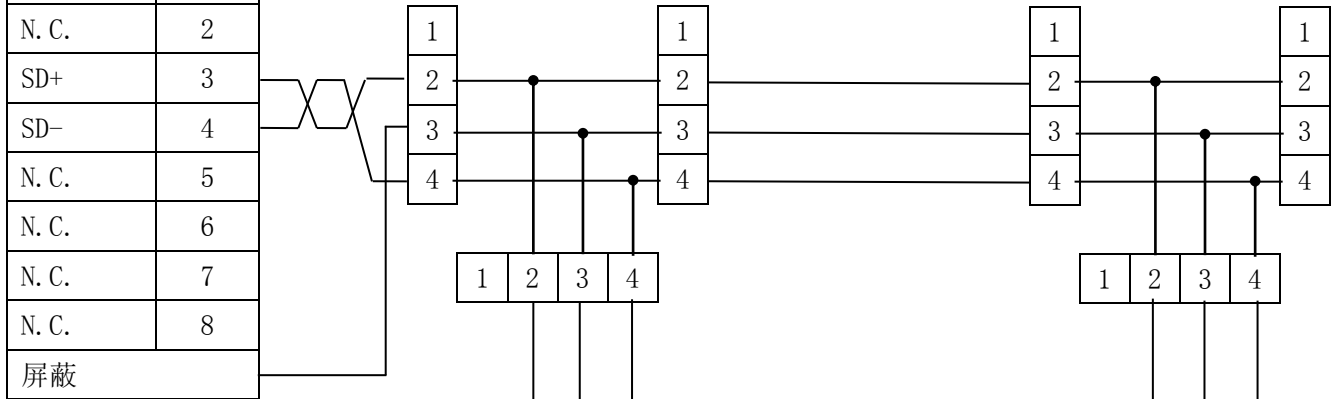 N.C. 2 1 1 1 1
SD+ 3 2 2 2 2
SD- 4 3 3 3 3
N.C. 5 4 4 4 4
N.C. 6
N.C. 7 1 2 3 4 1 2 3 4
N.C. 8
屏蔽